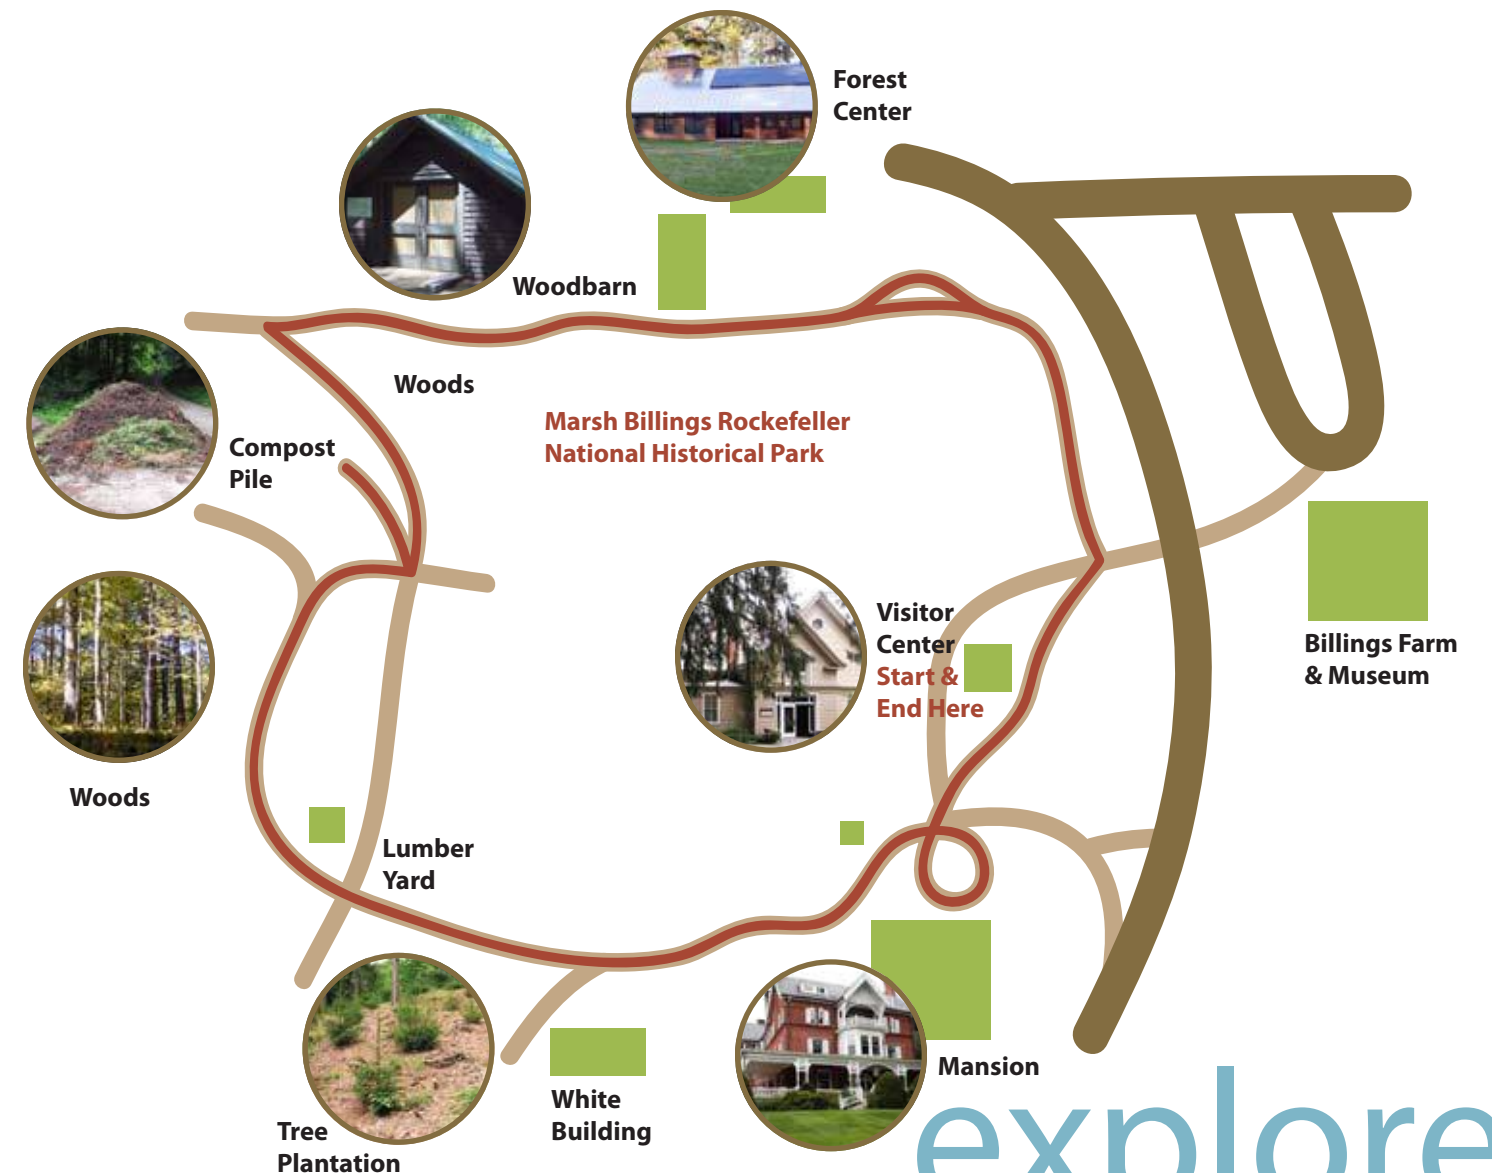 Forest
Center
Woodbarn
Woods
Marsh Billings Rockefeller
National Historical Park
Compost
Pile
Visitor
Center
Start &
End Here
Billings Farm
& Museum
Woods
Lumber
Yard
Mansion
White
Building
Tree
Plantation
explore